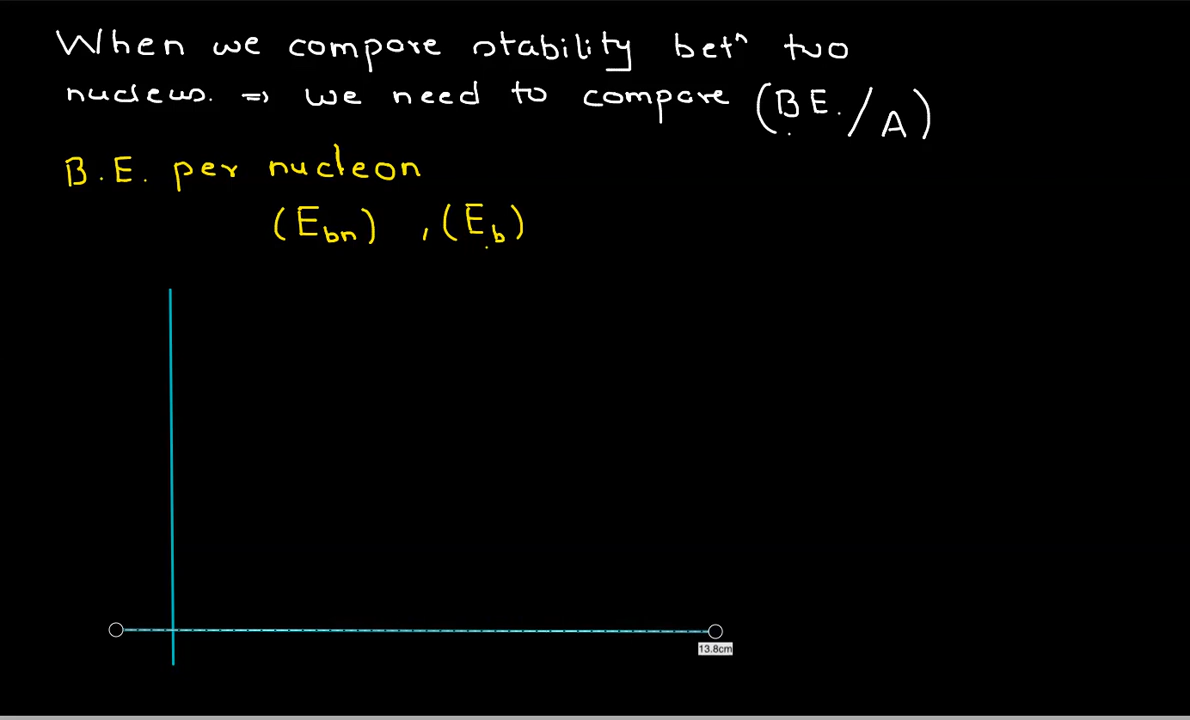 When we compare stability betⁿ two
nucleus. => we need to compare (B E. / A)
B.E. per nucleon
(Ebn) , (Eb)
13.8cm